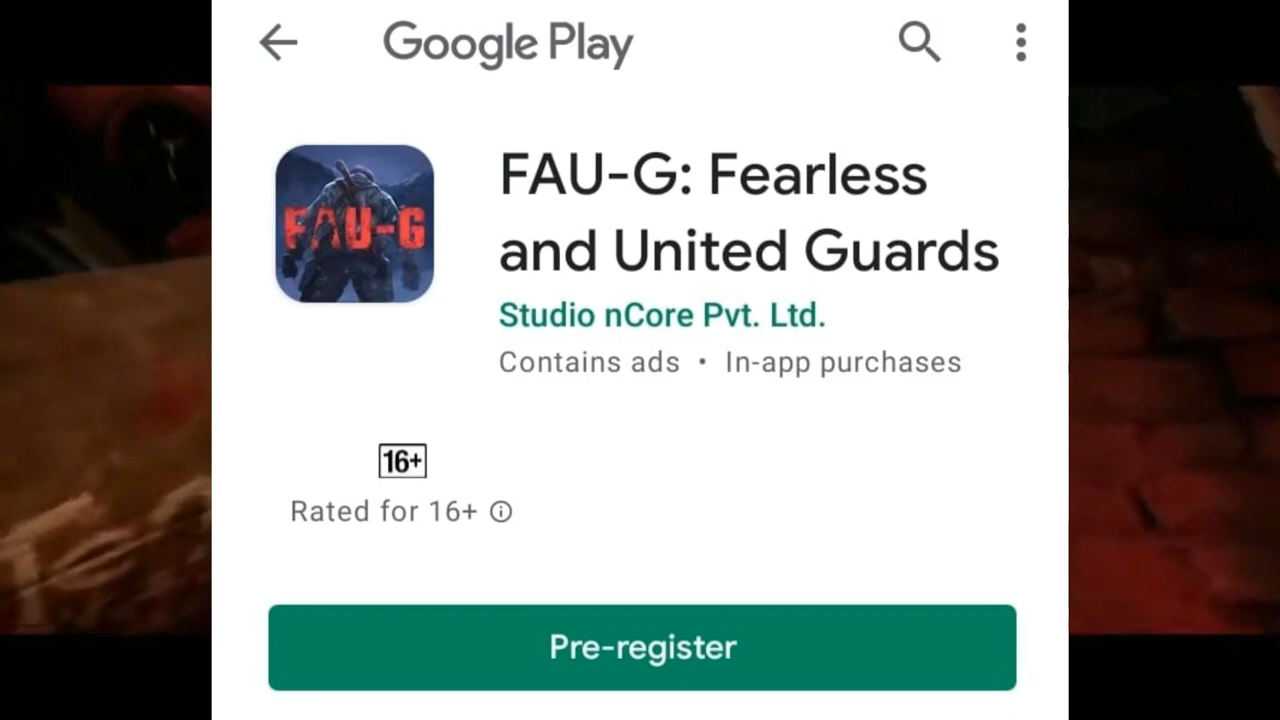 Google Play
FAU-G
FAU-G: Fearless
and United Guards
Studio nCore Pvt. Ltd.
Contains ads • In-app purchases
16+
Rated for 16+
Pre-register